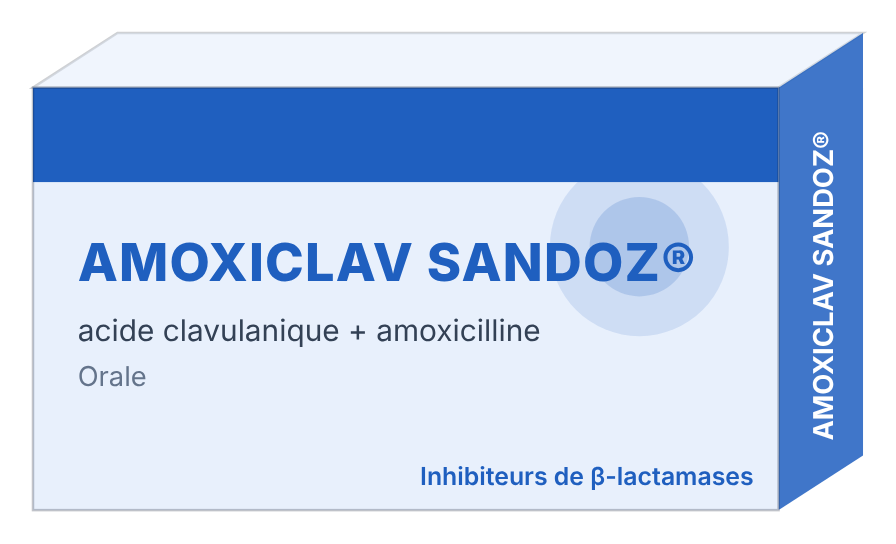 AMOXICLAV SANDOZ®
acide clavulanique + amoxicilline
Orale
Inhibiteurs de β-lactamases
AMOXICLAV SANDOZ®